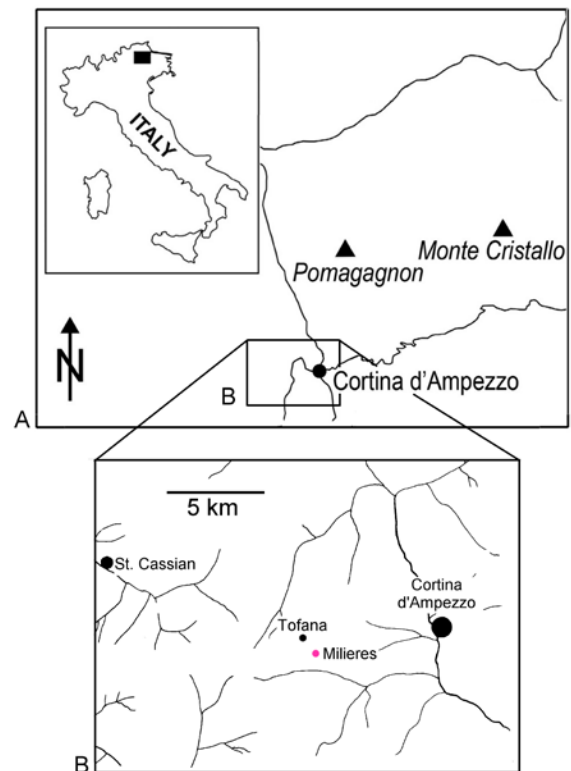 ITALY
Monte Cristallo
Pomagagnon
N
Cortina d'Ampezzo
B
A
5 km
St. Cassian
Cortina
d'Ampezzo
Tofana
Milieres
B